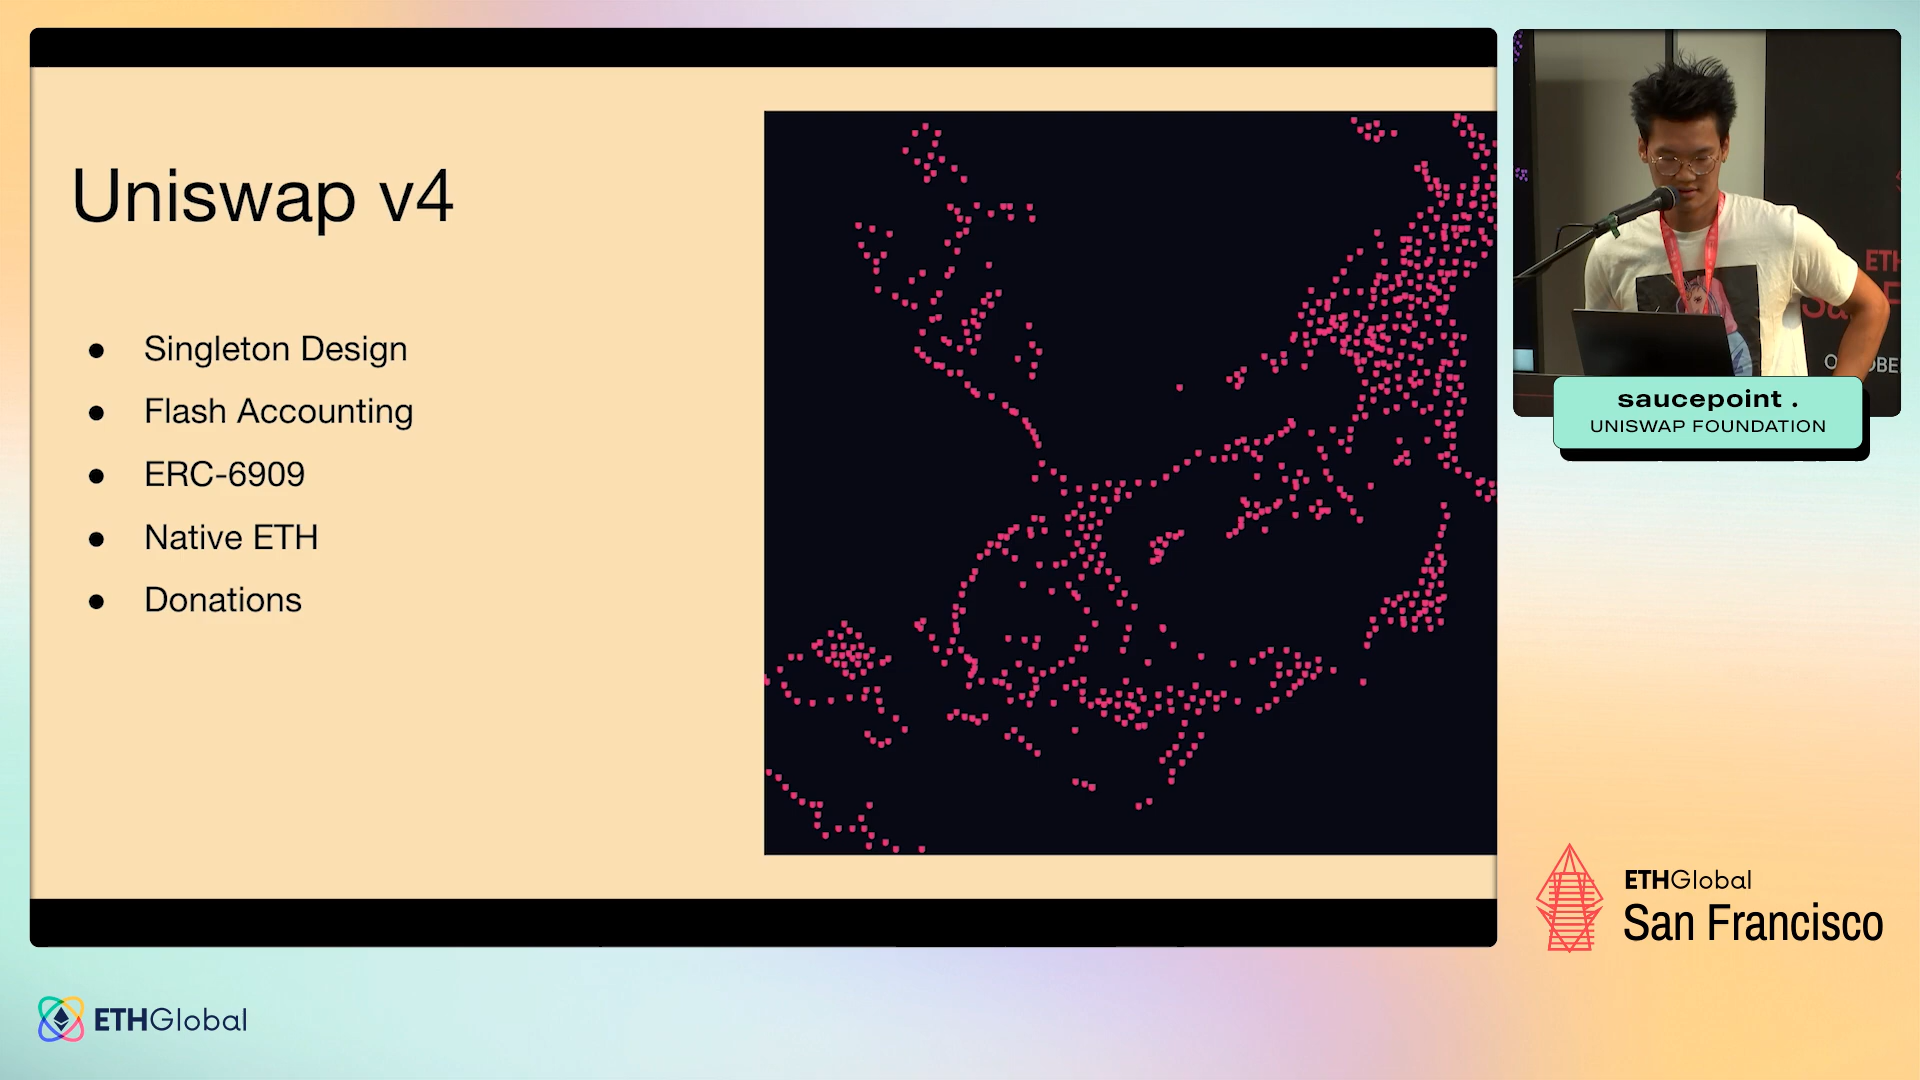 Uniswap v4
● Singleton Design
● Flash Accounting
● ERC-6909
● Native ETH
● Donations
saucepoint .
UNISWAP FOUNDATION
ETHGlobal
San Francisco
ETHGlobal